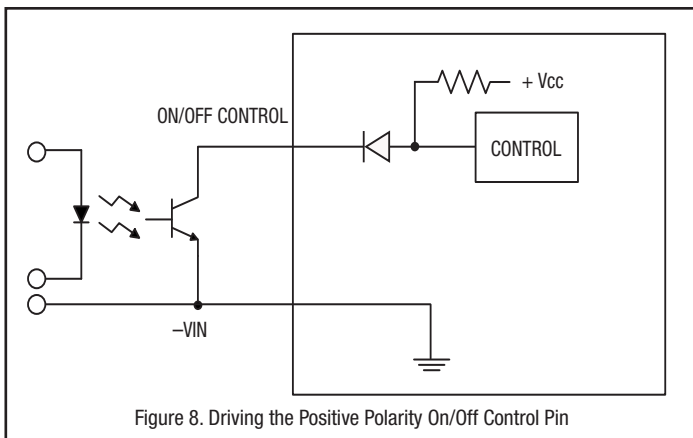 + Vcc
ON/OFF CONTROL
CONTROL
–VIN
Figure 8. Driving the Positive Polarity On/Off Control Pin